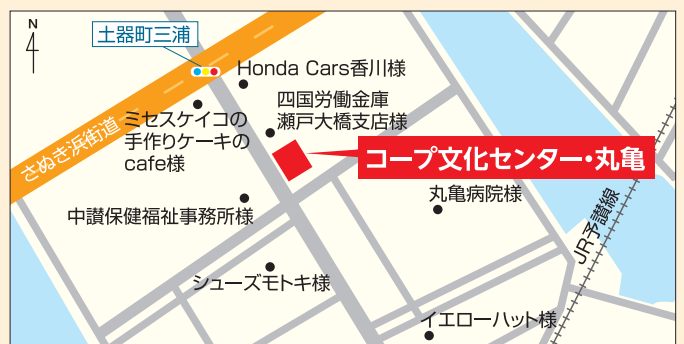 N
土器町三浦
Honda Cars香川様
四国労働金庫
瀬戸大橋支店様
ミセスケイコの
手作りケーキの
cafe様
さぬき浜街道
コープ文化センター・丸亀
丸亀病院様
中讃保健福祉事務所様
JR予讃線
シューズモトキ様
イエローハット様